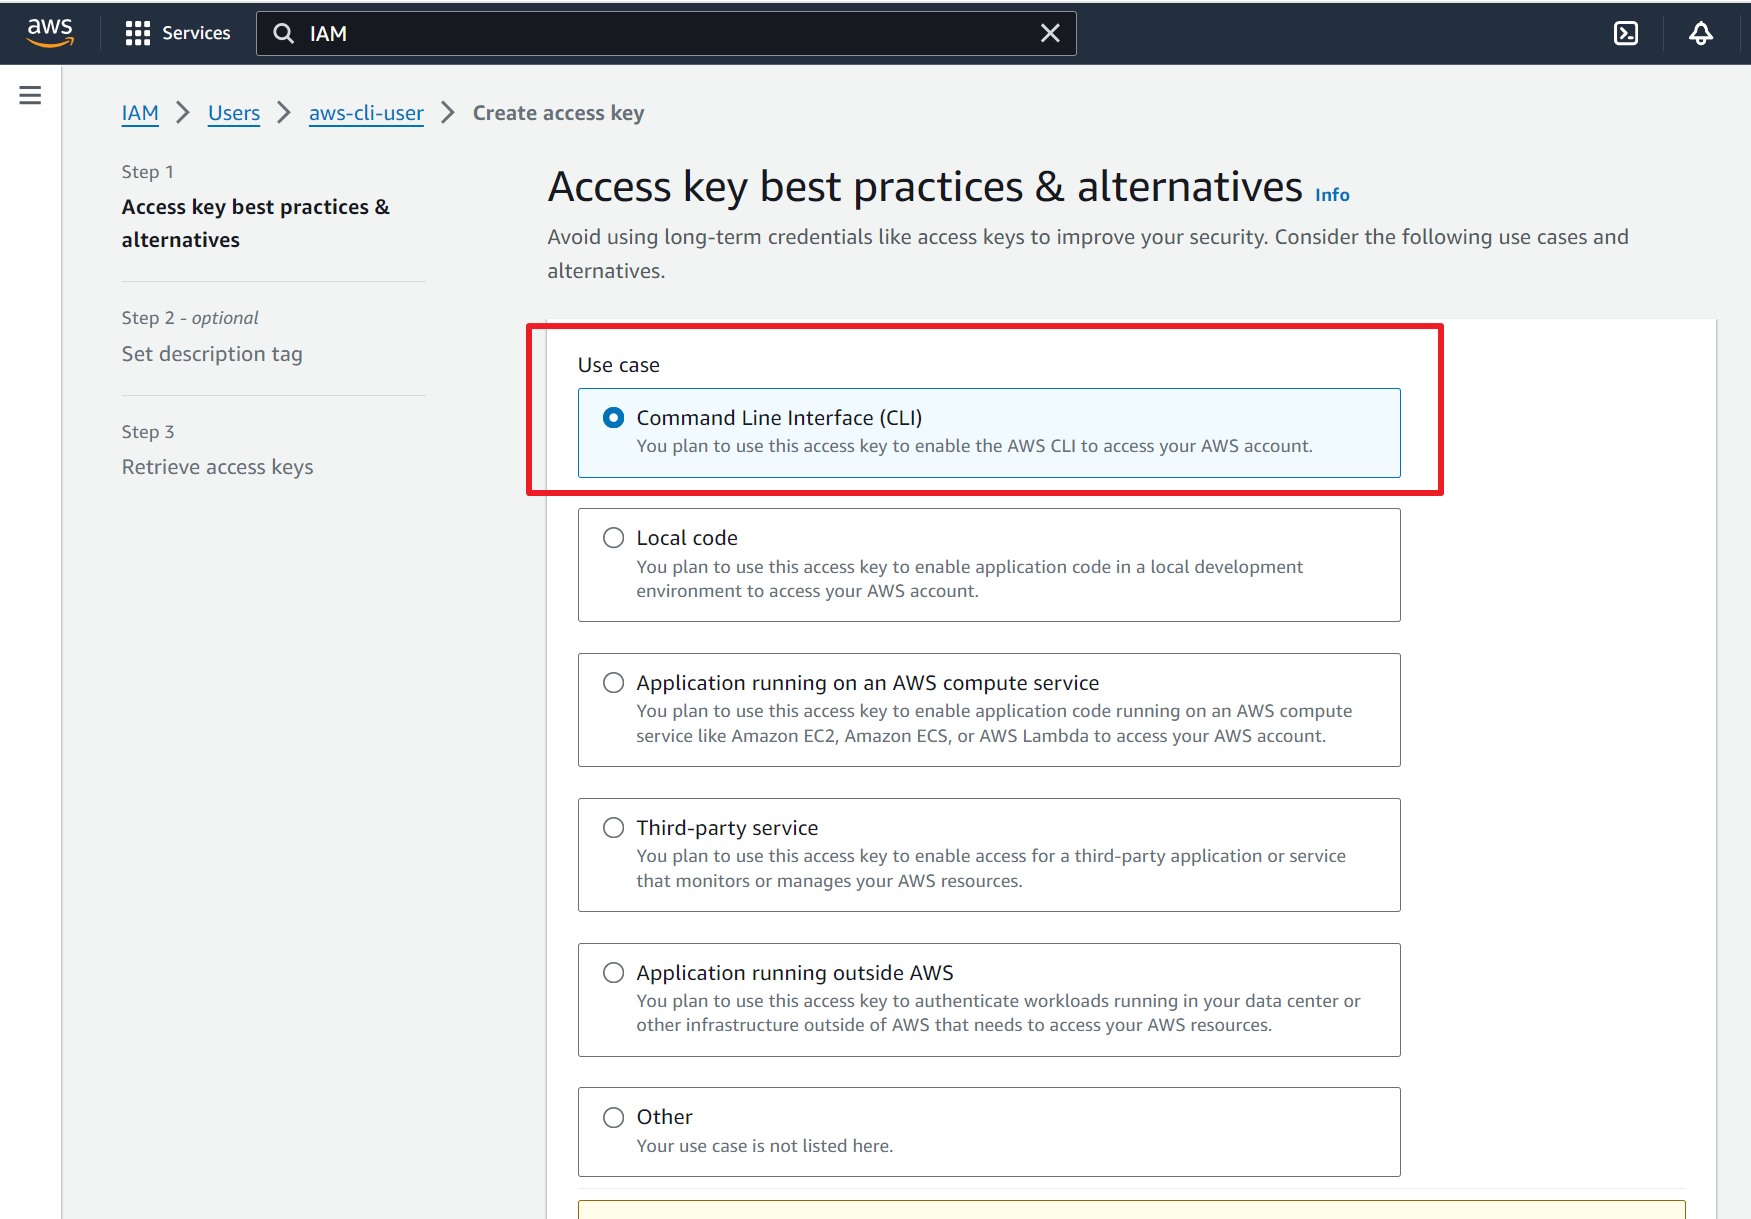 aws
Services
IAM
IAM
Users
aws-cli-user
Create access key
Step 1
Access key best practices &
alternatives
Step 2 - optional
Set description tag
Step 3
Retrieve access keys
Access key best practices & alternatives Info
Avoid using long-term credentials like access keys to improve your security. Consider the following use cases and
alternatives.
Use case
Command Line Interface (CLI)
You plan to use this access key to enable the AWS CLI to access your AWS account.
Local code
You plan to use this access key to enable application code in a local development
environment to access your AWS account.
Application running on an AWS compute service
You plan to use this access key to enable application code running on an AWS compute
service like Amazon EC2, Amazon ECS, or AWS Lambda to access your AWS account.
Third-party service
You plan to use this access key to enable access for a third-party application or service
that monitors or manages your AWS resources.
Application running outside AWS
You plan to use this access key to authenticate workloads running in your data center or
other infrastructure outside of AWS that needs to access your AWS resources.
Other
Your use case is not listed here.